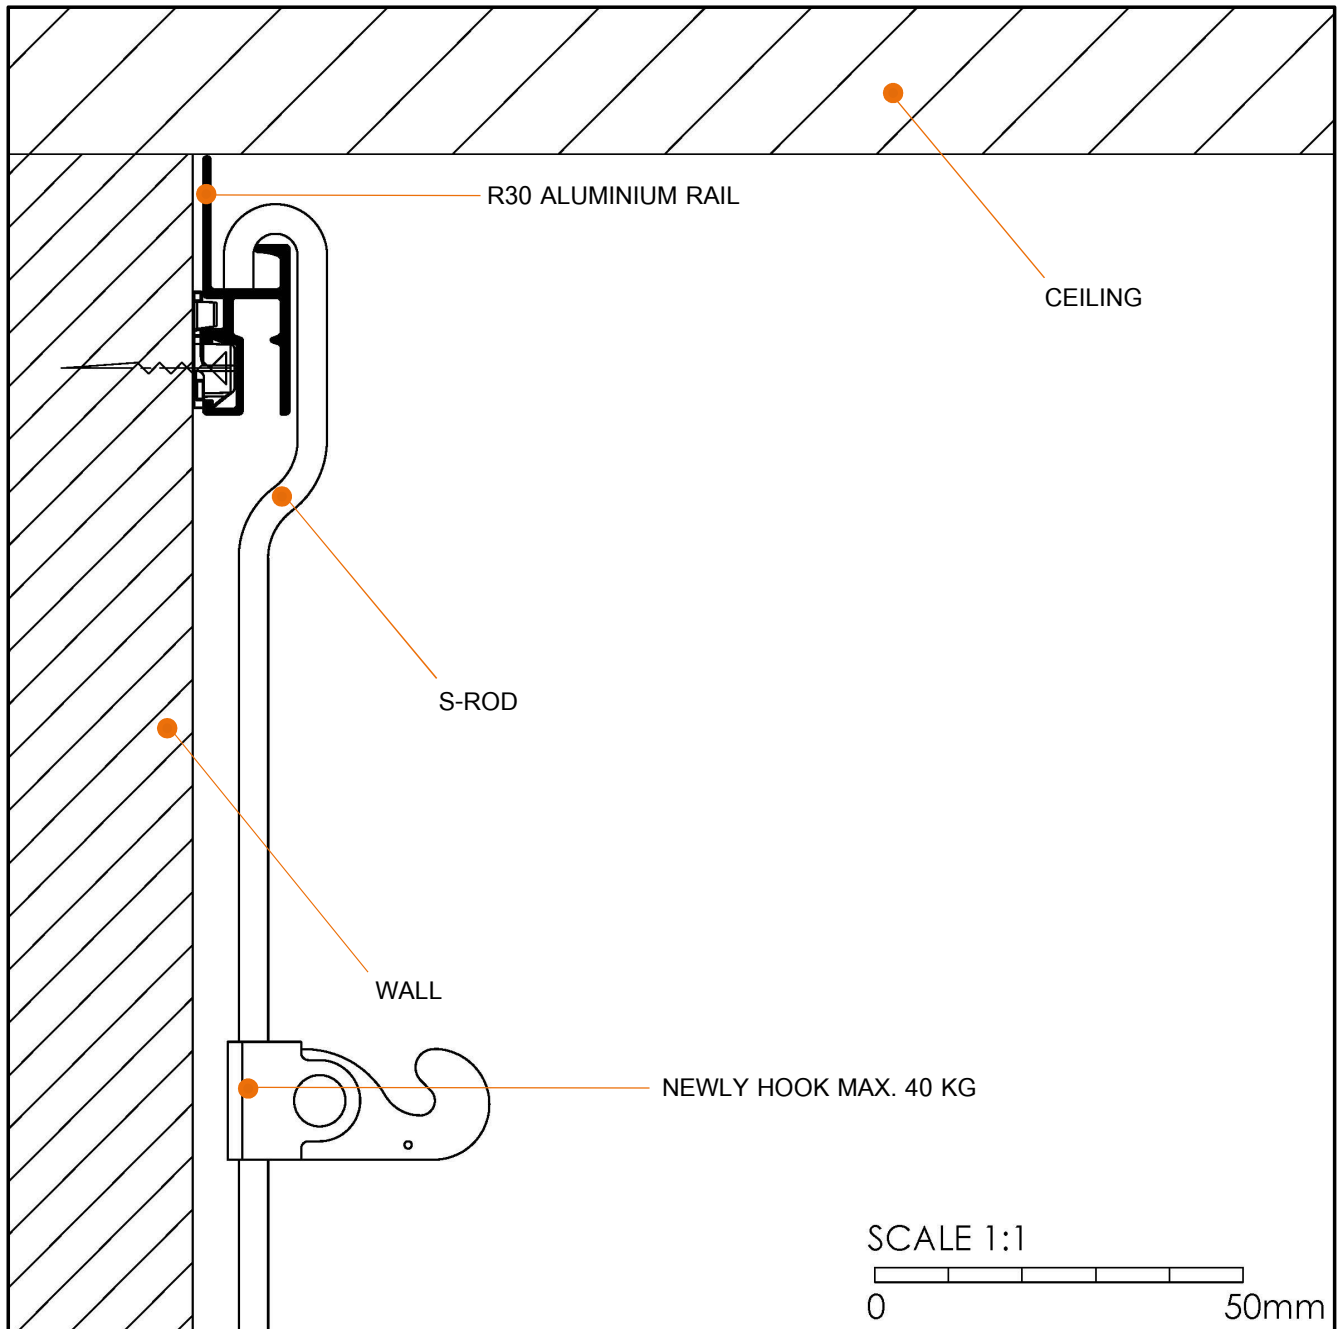 R30 ALUMINIUM RAIL
CEILING
S-ROD
WALL
NEWLY HOOK MAX. 40 KG
SCALE 1:1
0 50mm